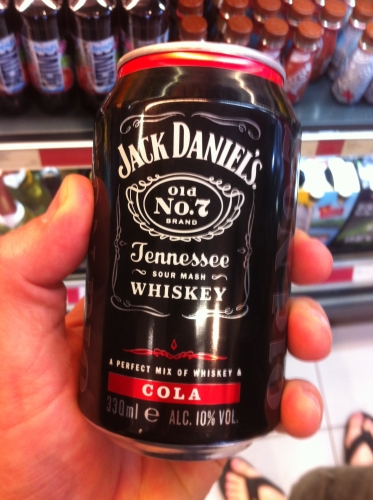 JACK DANIEL'S
Old
No.7
BRAND
Tennessee
SOUR MASH
WHISKEY
A PERFECT MIX OF WHISKEY &
COLA
330ml e ALC. 10% VOL.